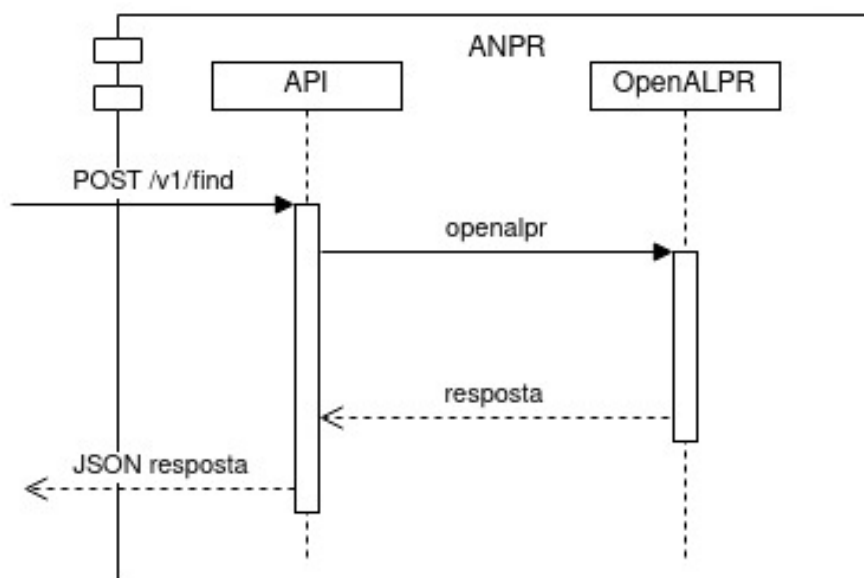 ANPR
API
OpenALPR
POST /v1/find
openalpr
resposta
JSON resposta